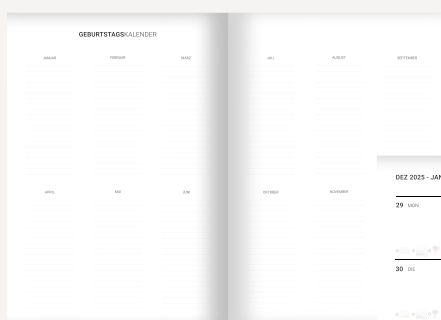 GEBURTSTAGSKALENDER
JANUAR FEBRUAR MÄRZ
APRIL MAI JUNI
JULI AUGUST SEPTEMBER
OKTOBER NOVEMBER
DEZ 2025 - JAN
29 MON
30 DIE